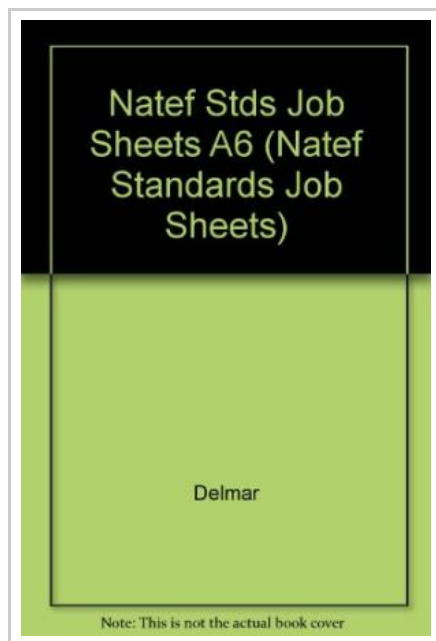 Natef Stds Job
Sheets A6 (Natef
Standards Job
Sheets)
Delmar
Note: This is not the actual book cover